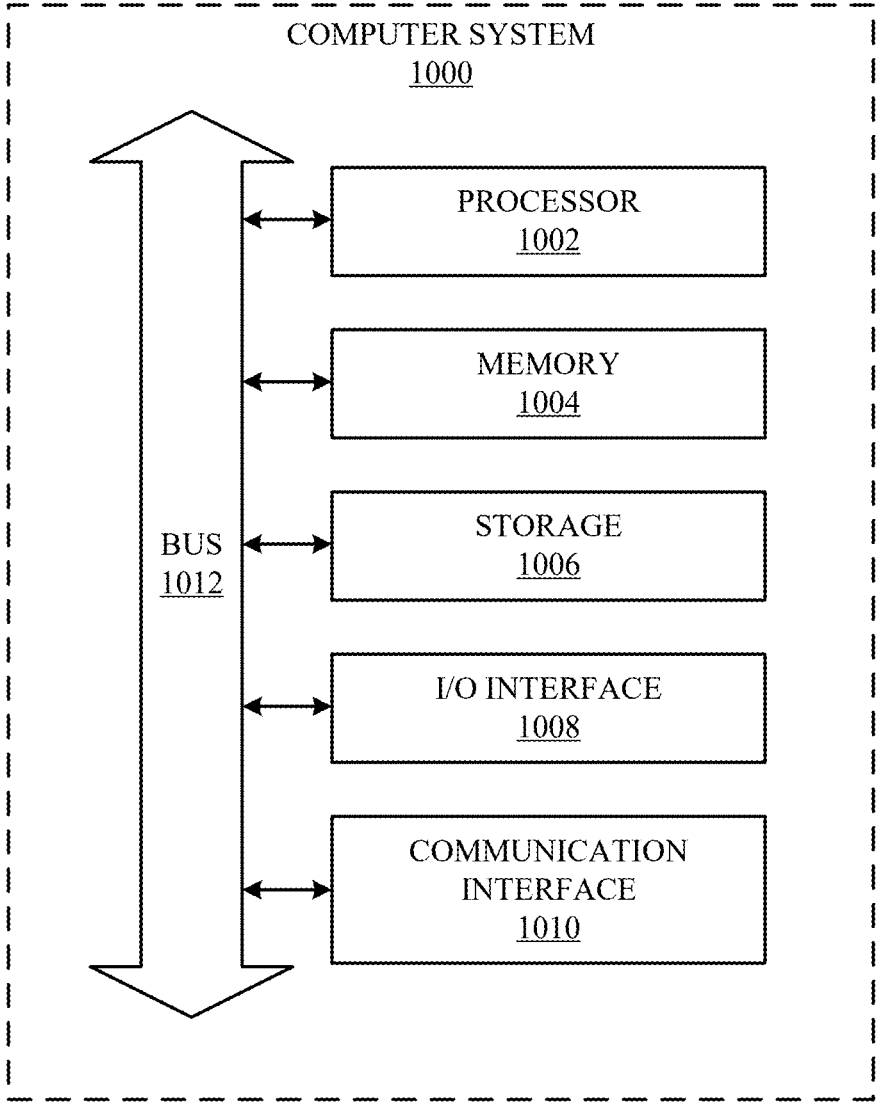 COMPUTER SYSTEM
1000
PROCESSOR
1002
MEMORY
1004
STORAGE
1006
BUS
1012
I/O INTERFACE
1008
COMMUNICATION
INTERFACE
1010